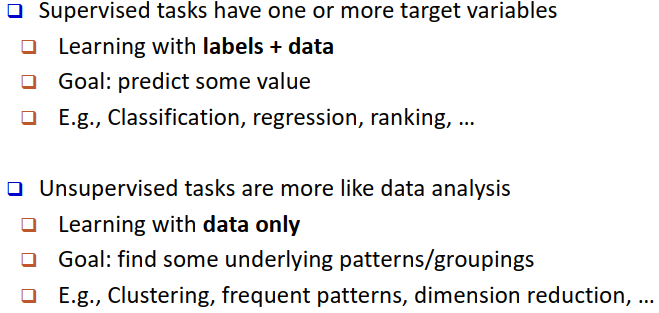 Supervised tasks have one or more target variables
Learning with labels + data
Goal: predict some value
E.g., Classification, regression, ranking, …
Unsupervised tasks are more like data analysis
Learning with data only
Goal: find some underlying patterns/groupings
E.g., Clustering, frequent patterns, dimension reduction, …